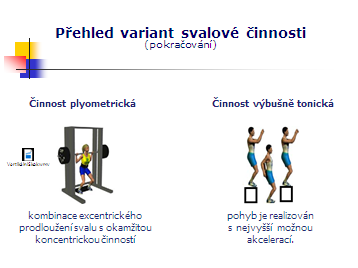 Přehled variant svalové činnosti
(pokračování)
Činnost plyometrická
Činnost výbušně tonická
kombinace excentrického
prodloužení svalu s okamžitou
koncentrickou činností
pohyb je realizován
s nejvyšší možnou
akcelerací.